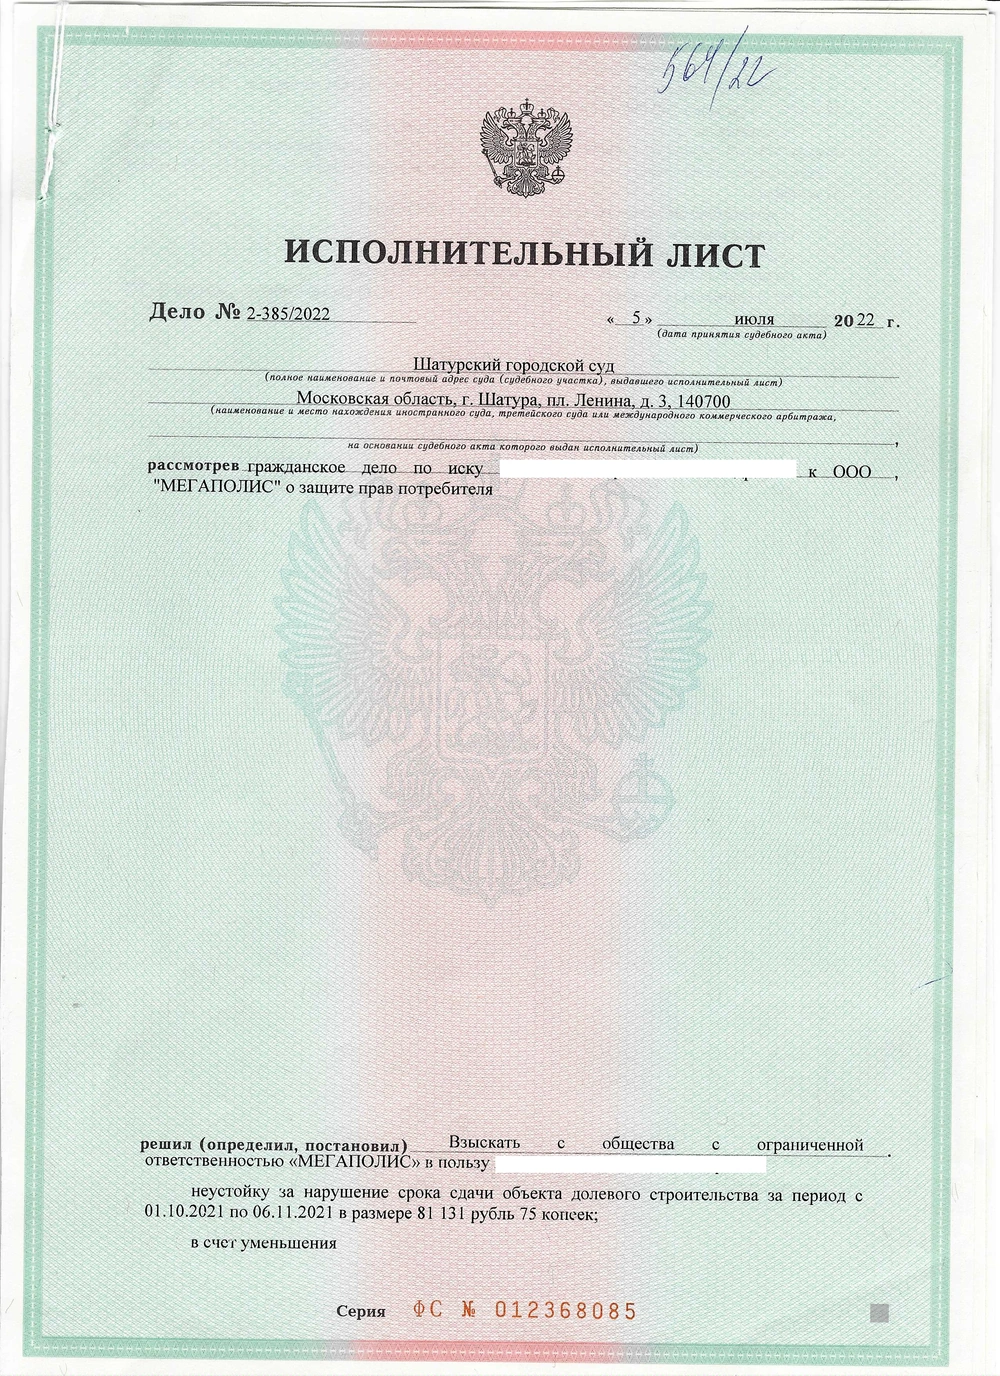 564/22
ИСПОЛНИТЕЛЬНЫЙ ЛИСТ
Дело № 2-385/2022 « 5 » июля 2022 г.
(дата принятия судебного акта)
Шатурский городской суд
(полное наименование и почтовый адрес суда (судебного участка), выдавшего исполнительный лист)
Московская область, г. Шатура, пл. Ленина, д. 3, 140700
(наименование и место нахождения иностранного суда, третейского суда или международного коммерческого арбитража,
,
на основании судебного акта которого выдан исполнительный лист)
рассмотрев гражданское дело по иску к ООО ,
"МЕГАПОЛИС" о защите прав потребителя
решил (определил, постановил) Взыскать с общества с ограниченной
ответственностью «МЕГАПОЛИС» в пользу .
неустойку за нарушение срока сдачи объекта долевого строительства за период с
01.10.2021 по 06.11.2021 в размере 81 131 рубль 75 копеек;
в счет уменьшения
Серия ФС № 012368085